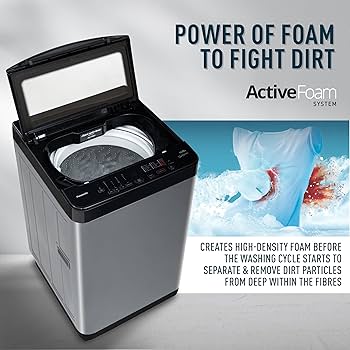 POWER OF FOAM
TO FIGHT DIRT
ActiveFoam
SYSTEM
CREATES HIGH-DENSITY FOAM BEFORE
THE WASHING CYCLE STARTS TO
SEPARATE & REMOVE DIRT PARTICLES
FROM DEEP WITHIN THE FIBRES